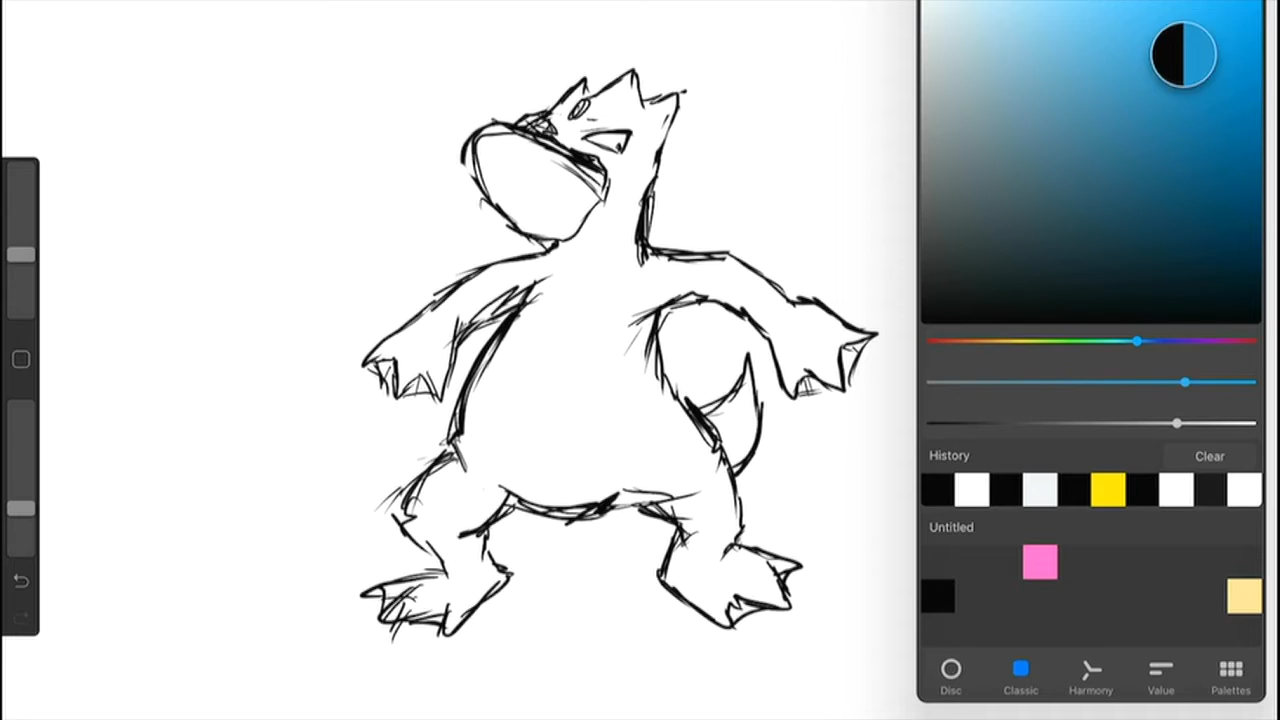 History
Clear
Untitled
Disc
Classic
Harmony
Value
Palettes